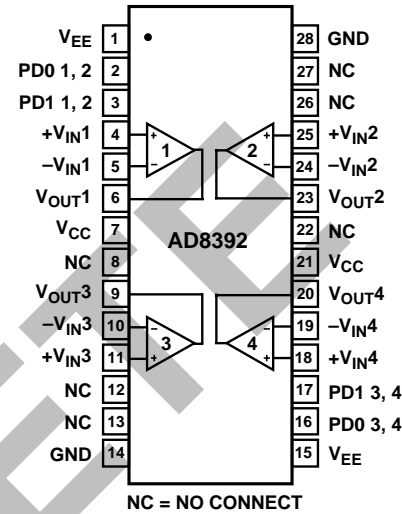 VEE 1 28 GND
PD0 1, 2 2 27 NC
PD1 1, 2 3 26 NC
+VIN1 4 + 1 + 25 +VIN2
−VIN1 5 − 2 − 24 −VIN2
VOUT1 6 23 VOUT2
VCC 7 22 NC
AD8392
NC 8 21 VCC
VOUT3 9 20 VOUT4
−VIN3 10 − 3 − 19 −VIN4
+VIN3 11 + 4 + 18 +VIN4
NC 12 17 PD1 3, 4
NC 13 16 PD0 3, 4
GND 14 15 VEE
NC = NO CONNECT
ETE